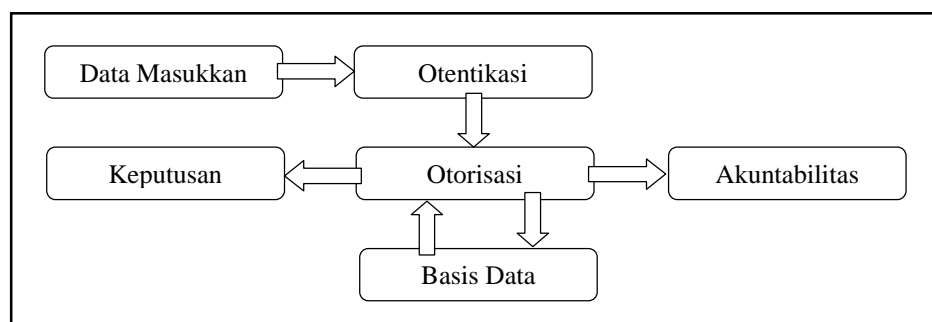 Data Masukkan
Otentikasi
Keputusan
Otorisasi
Akuntabilitas
Basis Data